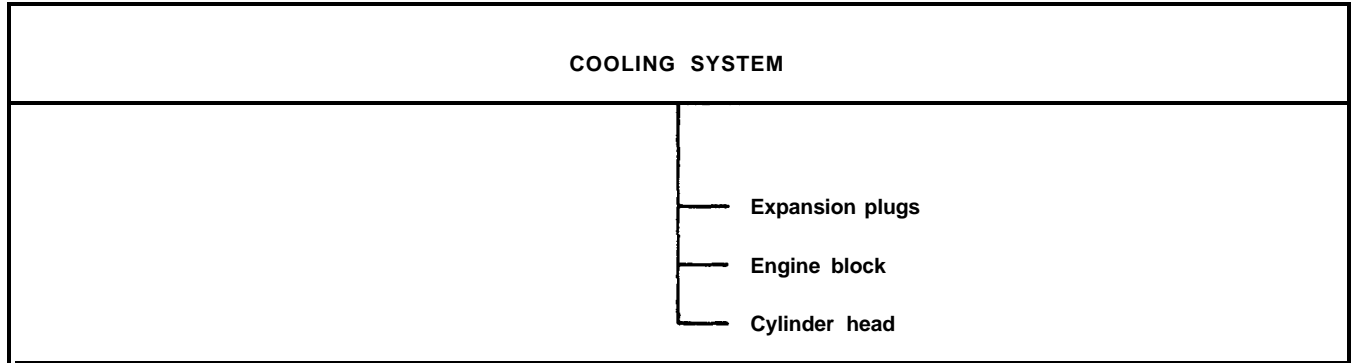 COOLING SYSTEM
Expansion plugs
Engine block
Cylinder head